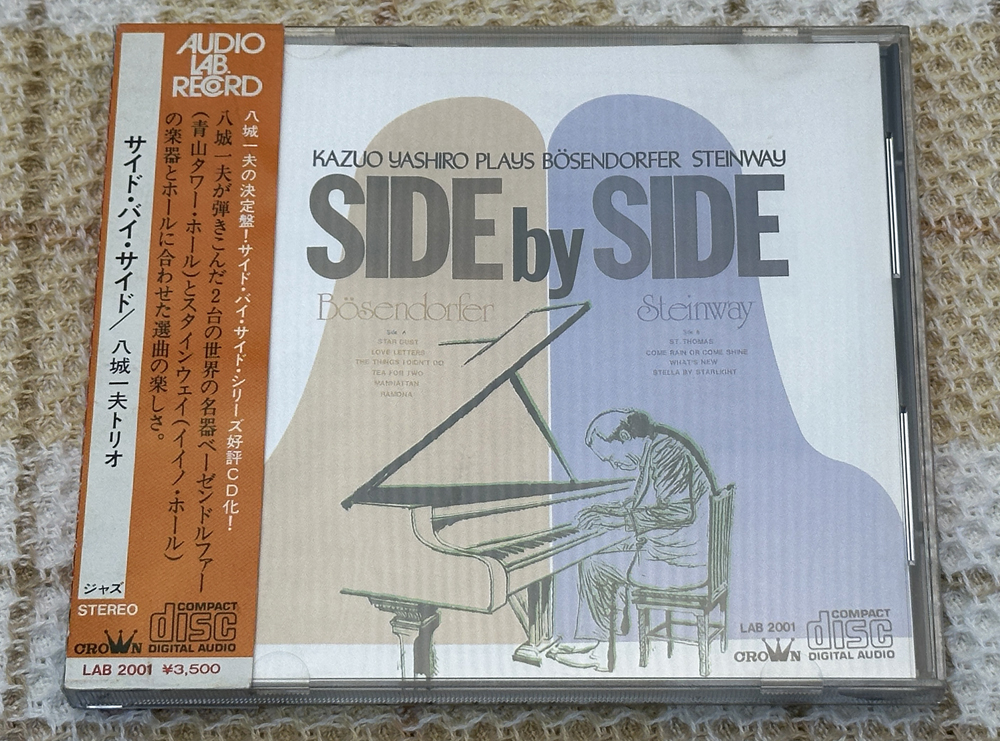 AUDIO
LAB.
RECORD
八城一夫の決定盤！サイド・バイ・サイド・シリーズ好評ＣＤ化！
八城一夫が弾きこんだ２台の世界の名器ベーゼンドルファー
（青山タワー・ホール）とスタインウェイ（イイノ・ホール）
の楽器とホールに合わせた選曲の楽しさ。
サイド・バイ・サイド／八城一夫トリオ
ジャズ
STEREO
CROWN
COMPACT
disc
DIGITAL AUDIO
LAB 2001 ¥3,500
KAZUO YASHIRO PLAYS BÖSENDORFER STEINWAY
SIDE by SIDE
Bösendorfer
Side A
STAR DUST
LOVE LETTERS
THE THINGS I DIDN'T DO
TEA FOR TWO
MANHATTAN
RAMONA
Steinway
Side B
ST. THOMAS
COME RAIN OR COME SHINE
WHAT'S NEW
STELLA BY STARLIGHT
LAB 2001
CROWN
COMPACT
disc
DIGITAL AUDIO